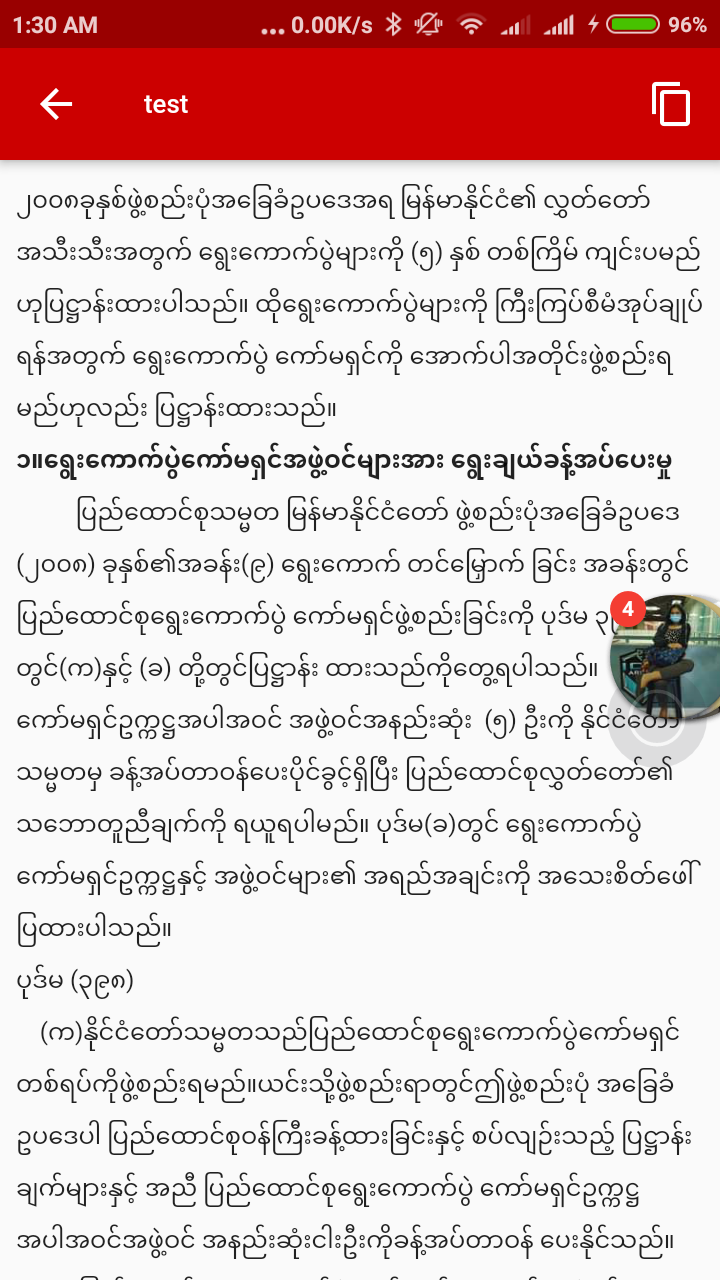 1:30 AM
... 0.00K/s
96%
test
၂၀၀၈ခုနှစ်ဖွဲ့စည်းပုံအခြေခံဥပဒေအရ မြန်မာနိုင်ငံ၏ လွှတ်တော်
အသီးသီးအတွက် ရွေးကောက်ပွဲများကို (၅) နှစ် တစ်ကြိမ် ကျင်းပမည်
ဟုပြဋ္ဌာန်းထားပါသည်။ ထိုရွေးကောက်ပွဲများကို ကြီးကြပ်စီမံအုပ်ချုပ်
ရန်အတွက် ရွေးကောက်ပွဲ ကော်မရှင်ကို အောက်ပါအတိုင်းဖွဲ့စည်းရ
မည်ဟုလည်း ပြဋ္ဌာန်းထားသည်။
၁။ရွေးကောက်ပွဲကော်မရှင်အဖွဲ့ဝင်များအား ရွေးချယ်ခန့်အပ်ပေးမှု
ပြည်ထောင်စုသမ္မတ မြန်မာနိုင်ငံတော် ဖွဲ့စည်းပုံအခြေခံဥပဒေ
(၂၀၀၈) ခုနှစ်၏အခန်း(၉) ရွေးကောက် တင်မြှောက် ခြင်း အခန်းတွင်
ပြည်ထောင်စုရွေးကောက်ပွဲ ကော်မရှင်ဖွဲ့စည်းခြင်းကို ပုဒ်မ
4
တွင်(က)နှင့် (ခ) တို့တွင်ပြဋ္ဌာန်း ထားသည်ကိုတွေ့ရပါသည်။
ကော်မရှင်ဥက္ကဋ္ဌအပါအဝင် အဖွဲ့ဝင်အနည်းဆုံး (၅) ဦးကို နိုင်ငံတော်
သမ္မတမှ ခန့်အပ်တာဝန်ပေးပိုင်ခွင့်ရှိပြီး ပြည်ထောင်စုလွှတ်တော်၏
သဘောတူညီချက်ကို ရယူရပါမည်။ ပုဒ်မ(ခ)တွင် ရွေးကောက်ပွဲ
ကော်မရှင်ဥက္ကဋ္ဌနှင့် အဖွဲ့ဝင်များ၏ အရည်အချင်းကို အသေးစိတ်ဖေါ်
ပြထားပါသည်။
ပုဒ်မ (၃၉၈)
(က)နိုင်ငံတော်သမ္မတသည်ပြည်ထောင်စုရွေးကောက်ပွဲကော်မရှင်
တစ်ရပ်ကိုဖွဲ့စည်းရမည်။ယင်းသို့ဖွဲ့စည်းရာတွင်ဤဖွဲ့စည်းပုံ အခြေခံ
ဥပဒေပါ ပြည်ထောင်စုဝန်ကြီးခန့်ထားခြင်းနှင့် စပ်လျဉ်းသည့် ပြဋ္ဌာန်း
ချက်များနှင့် အညီ ပြည်ထောင်စုရွေးကောက်ပွဲ ကော်မရှင်ဥက္ကဋ္ဌ
အပါအဝင်အဖွဲ့ဝင် အနည်းဆုံးငါးဦးကိုခန့်အပ်တာဝန် ပေးနိုင်သည်။